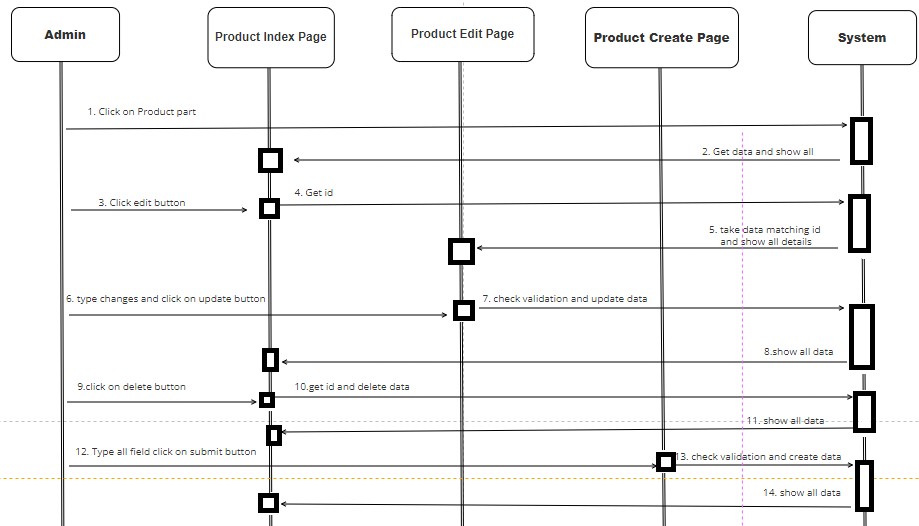 Admin
Product Index Page
Product Edit Page
Product Create Page
System
1. Click on Product part
2. Get data and show all
3. Click edit button
4. Get id
5. take data matching id
and show all details
6. type changes and click on update button
7. check validation and update data
8.show all data
9.click on delete button
10.get id and delete data
11. show all data
12. Type all field click on submit button
13. check validation and create data
14. show all data